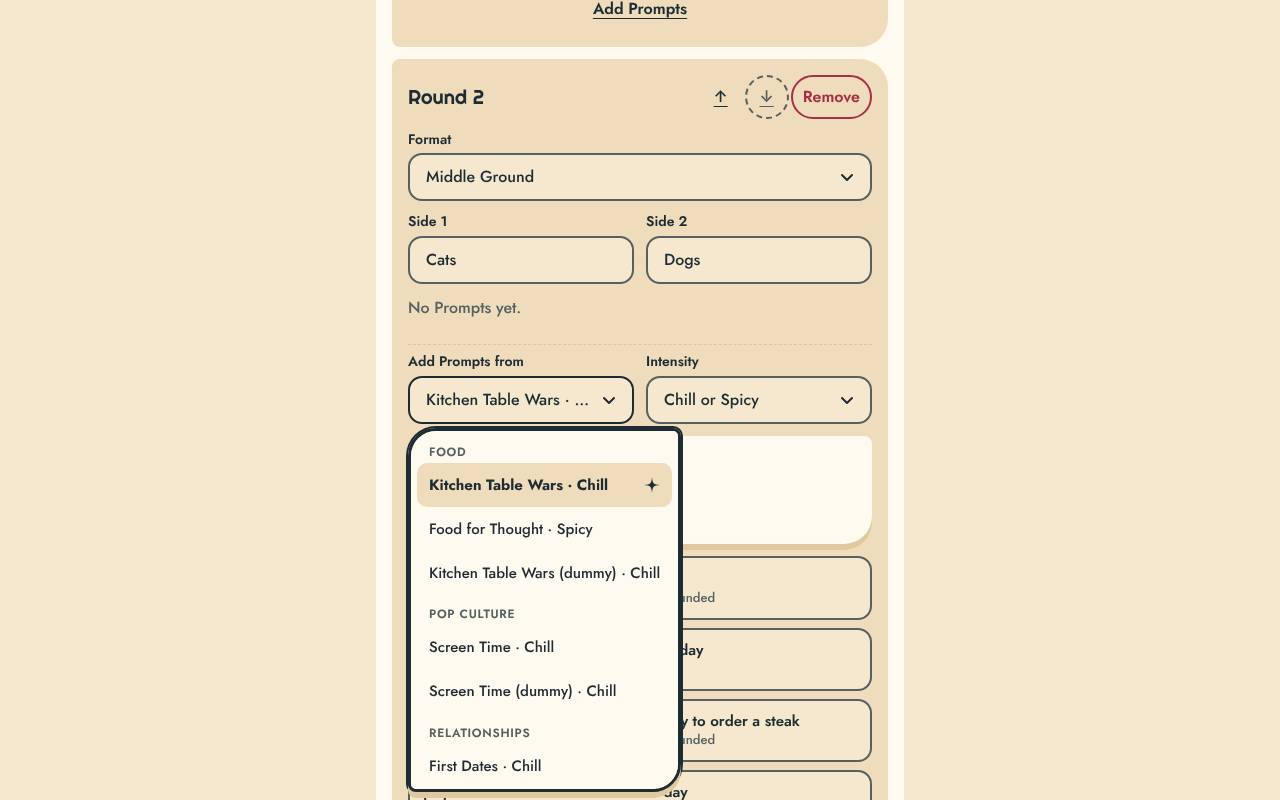 Add Prompts
Round 2
Remove
Format
Middle Ground
Side 1
Side 2
Cats
Dogs
No Prompts yet.
Add Prompts from
Intensity
Kitchen Table Wars · ...
Chill or Spicy
FOOD
Kitchen Table Wars · Chill
Food for Thought · Spicy
Kitchen Table Wars (dummy) · Chill
POP CULTURE
Screen Time · Chill
Screen Time (dummy) · Chill
RELATIONSHIPS
First Dates · Chill
to order a steak
day